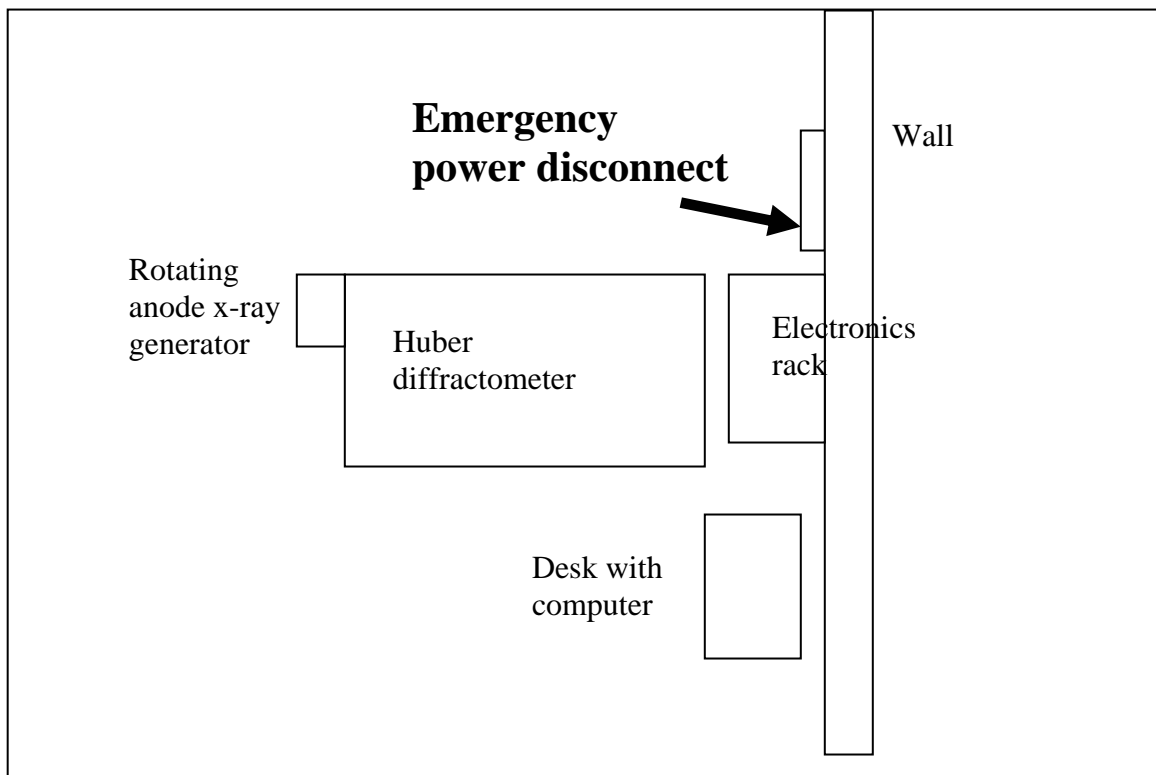 Emergency
power disconnect
Wall
Rotating
anode x-ray
generator
Huber
diffractometer
Electronics
rack
Desk with
computer